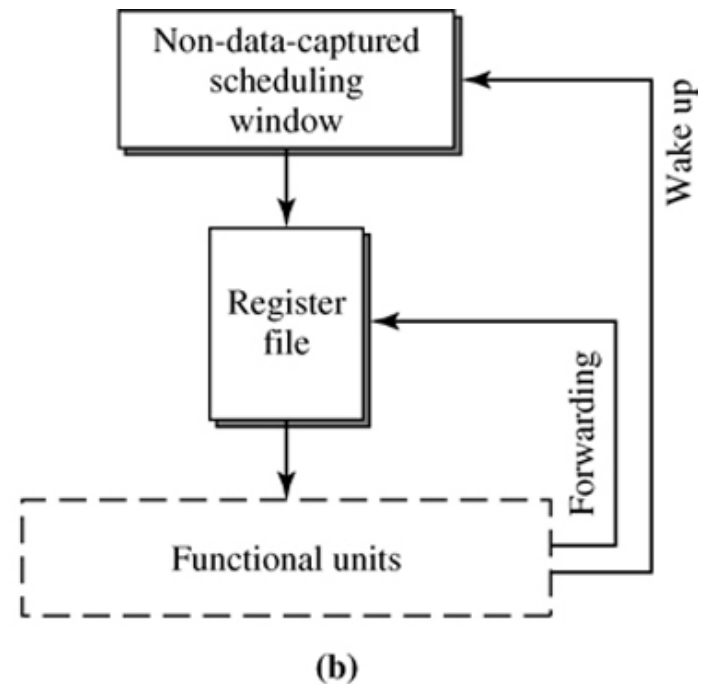 Non-data-captured
scheduling
window
Wake up
Register
file
Forwarding
Functional units
(b)